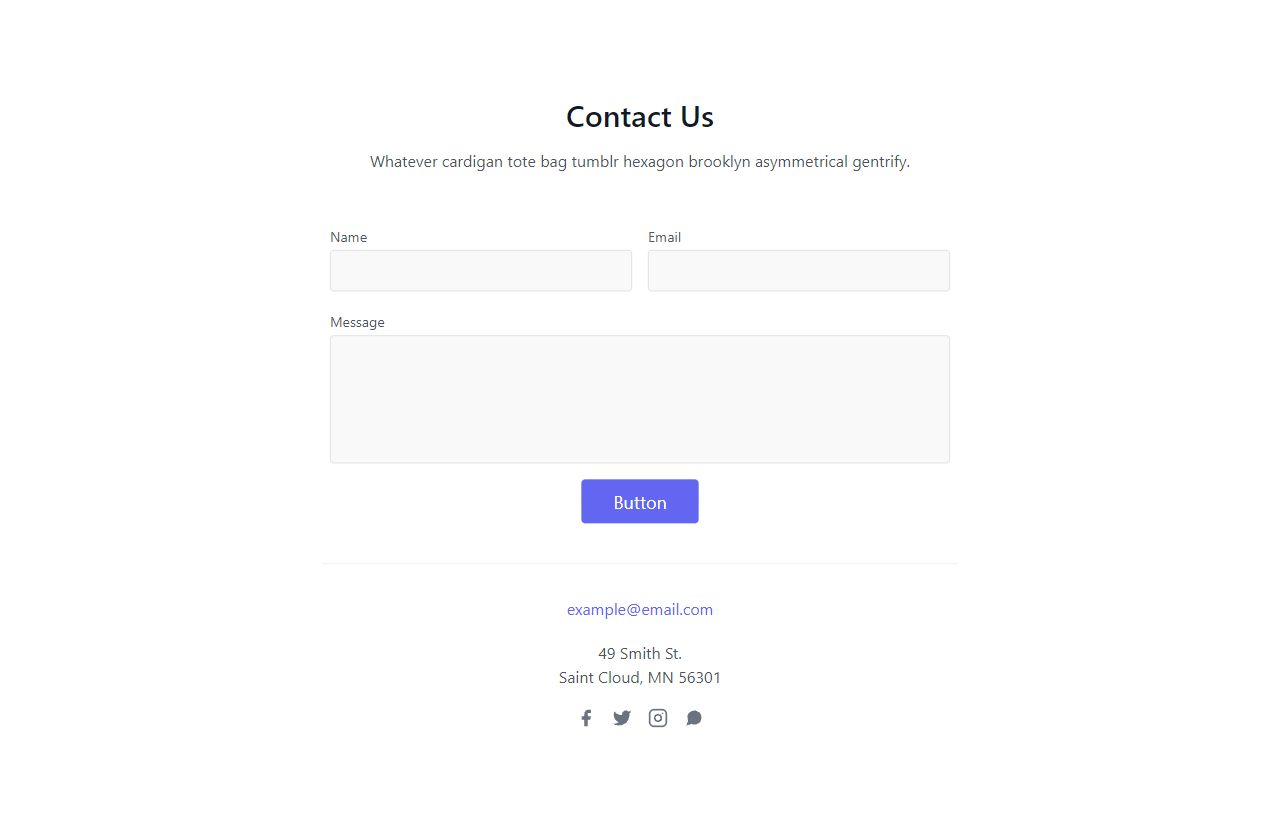 Contact Us
Whatever cardigan tote bag tumblr hexagon brooklyn asymmetrical gentrify.
Name
Email
Message
Button
example@email.com
49 Smith St.
Saint Cloud, MN 56301